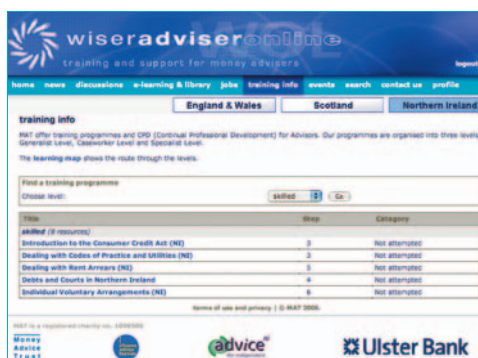 wiseradviseronline
training and support for money advisers
logout
home news discussions e-learning & library jobs training info events search contact us profile
England & Wales Scotland Northern Ireland
training info
MAT offer training programmes and CPD (Continual Professional Development) for Advisors. Our programmes are organised into three levels
Generalist Level, Caseworker Level and Specialist Level.
The learning map shows the route through the levels.
Find a training programme
Choose level: skilled Go
Title Step Category
skilled (9 resources)
Introduction to the Consumer Credit Act (NI) 3 Not attempted
Dealing with Codes of Practice and Utilities (NI) 3 Not attempted
Dealing with Rent Arrears (NI) 5 Not attempted
Debts and Courts in Northern Ireland 4 Not attempted
Individual Voluntary Arrangements (NI) 6 Not attempted
terms of use and privacy | © MAT 2006.
MAT is a registered charity no.
Money
Advice
Trust
advice
Ulster Bank